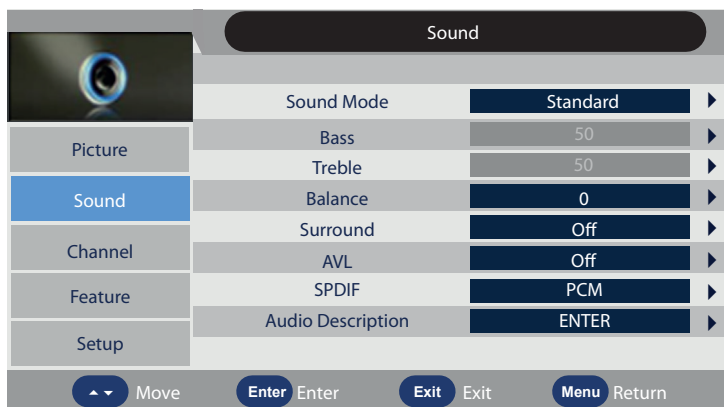 Sound
Sound Mode Standard
Bass 50
Treble 50
Balance 0
Surround Off
AVL Off
SPDIF PCM
Audio Description ENTER
Picture
Sound
Channel
Feature
Setup
Move Enter Enter Exit Exit Menu Return